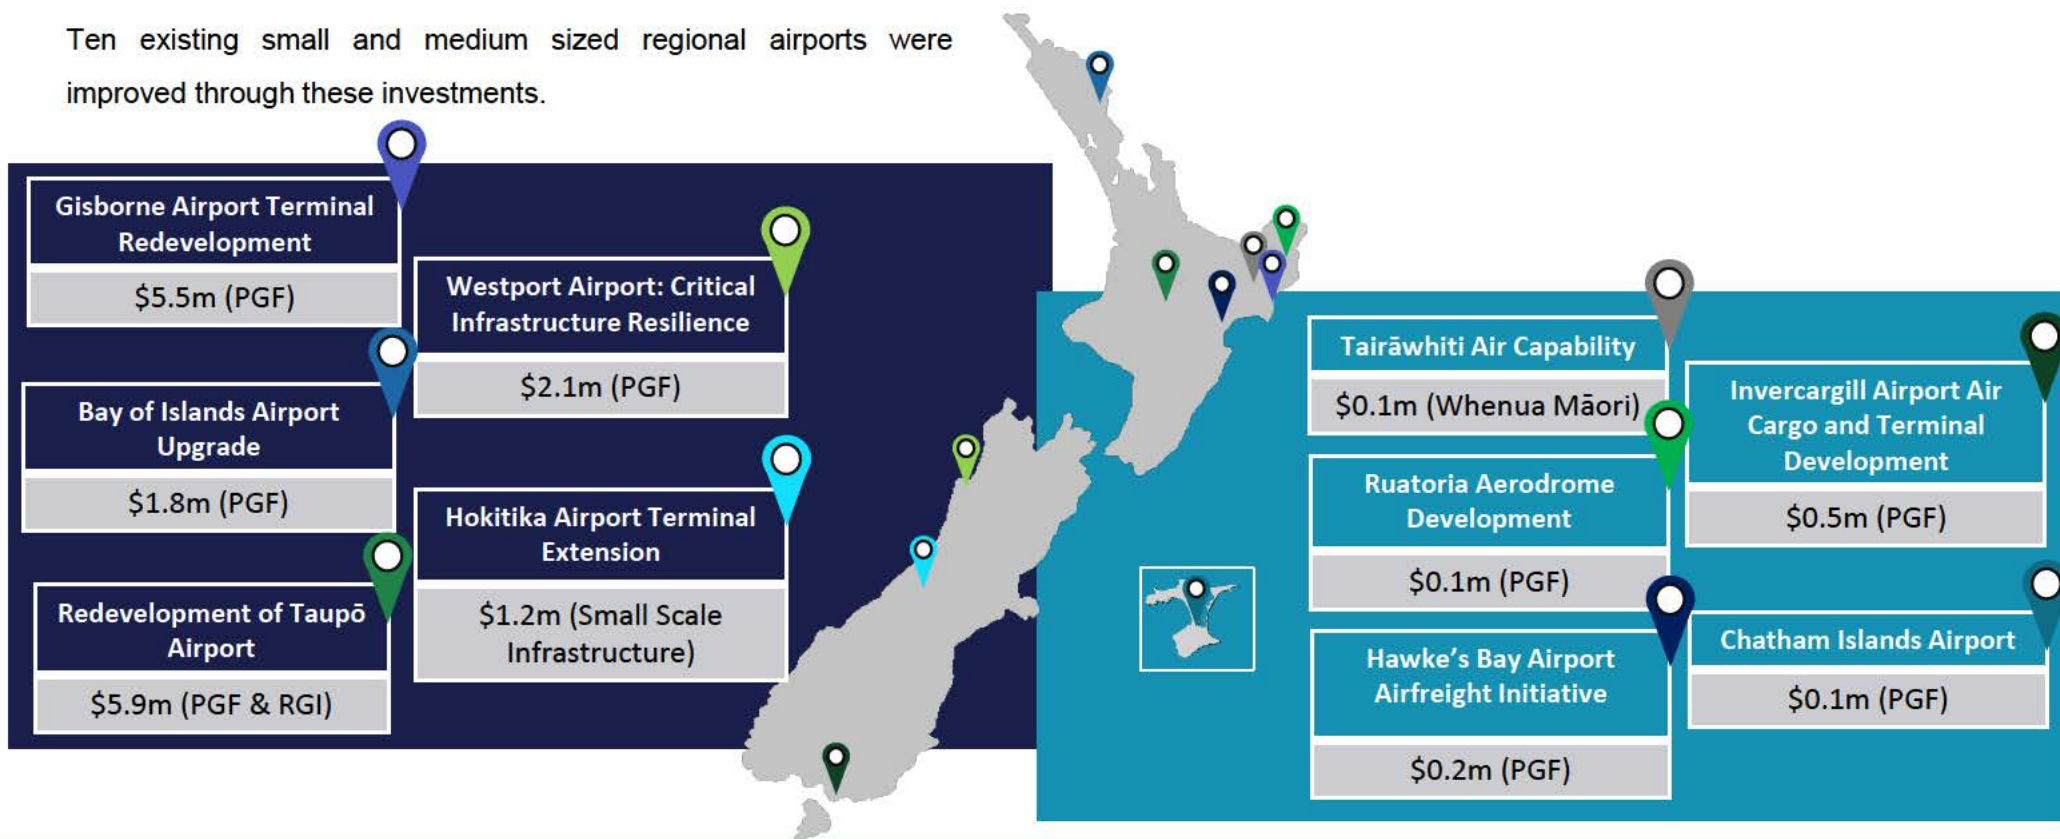 Ten existing small and medium sized regional airports were
improved through these investments.
Gisborne Airport Terminal
Redevelopment
$5.5m (PGF)
Bay of Islands Airport
Upgrade
$1.8m (PGF)
Redevelopment of Taupō
Airport
$5.9m (PGF & RGI)
Westport Airport: Critical
Infrastructure Resilience
$2.1m (PGF)
Hokitika Airport Terminal
Extension
$1.2m (Small Scale
Infrastructure)
Tairāwhiti Air Capability
$0.1m (Whenua Māori)
Ruatoria Aerodrome
Development
$0.1m (PGF)
Hawke’s Bay Airport
Airfreight Initiative
$0.2m (PGF)
Invercargill Airport Air
Cargo and Terminal
Development
$0.5m (PGF)
Chatham Islands Airport
$0.1m (PGF)